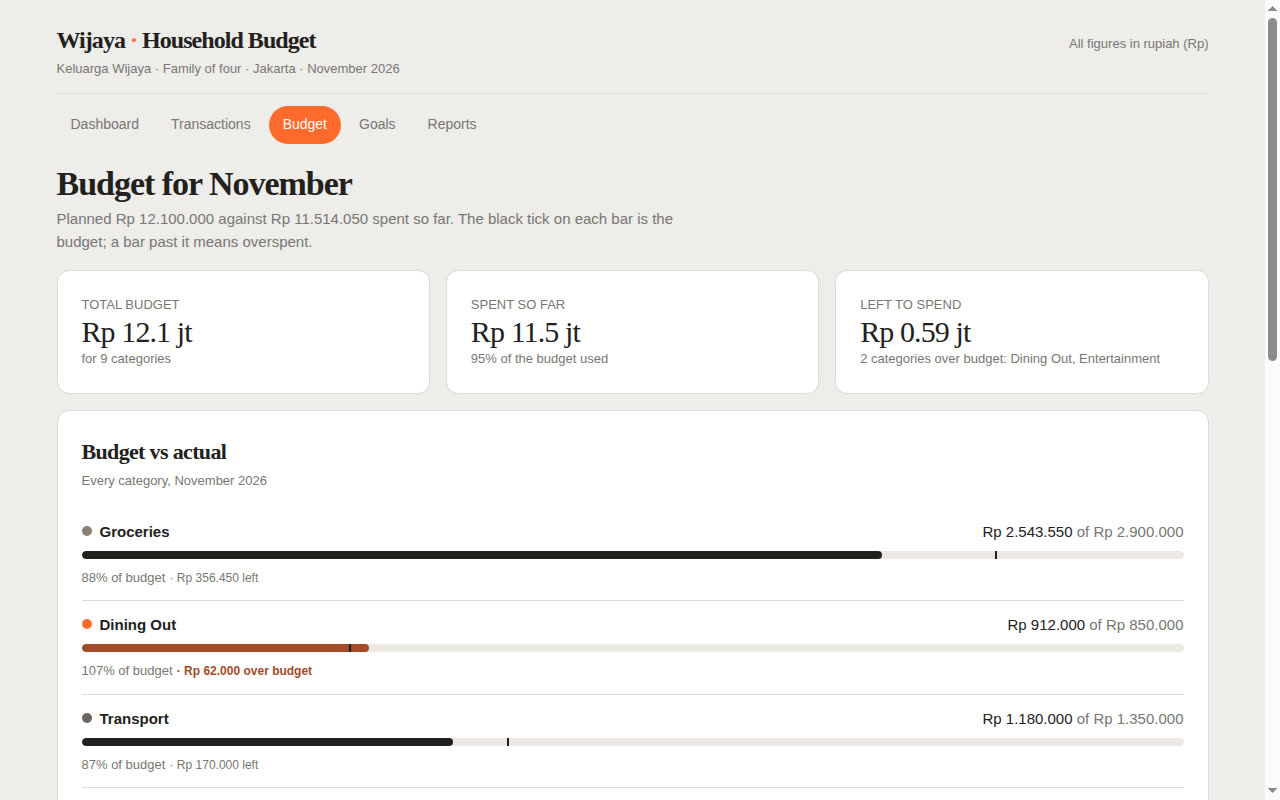 Wijaya · Household Budget
Keluarga Wijaya · Family of four · Jakarta · November 2026
All figures in rupiah (Rp)
Dashboard Transactions Budget Goals Reports
Budget for November
Planned Rp 12.100.000 against Rp 11.514.050 spent so far. The black tick on each bar is the
budget; a bar past it means overspent.
TOTAL BUDGET
Rp 12.1 jt
for 9 categories
SPENT SO FAR
Rp 11.5 jt
95% of the budget used
LEFT TO SPEND
Rp 0.59 jt
2 categories over budget: Dining Out, Entertainment
Budget vs actual
Every category, November 2026
Groceries Rp 2.543.550 of Rp 2.900.000
88% of budget · Rp 356.450 left
Dining Out Rp 912.000 of Rp 850.000
107% of budget · Rp 62.000 over budget
Transport Rp 1.180.000 of Rp 1.350.000
87% of budget · Rp 170.000 left